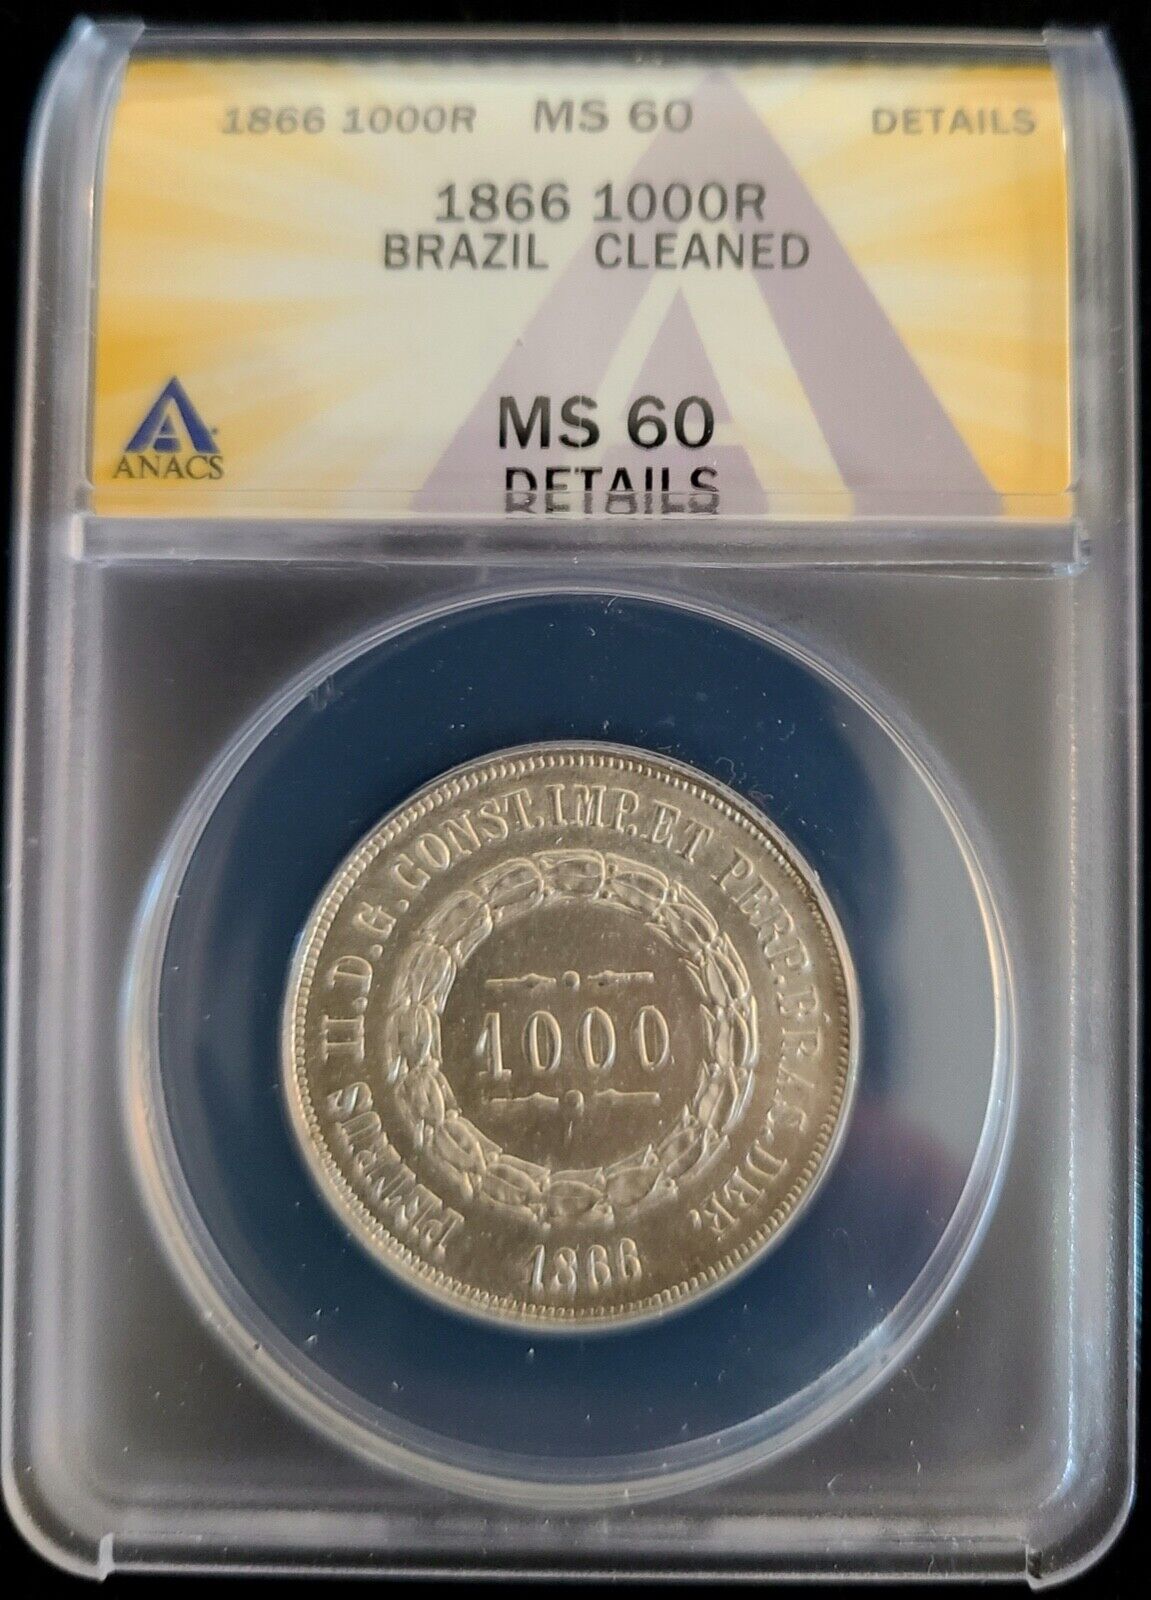 1866 1000R MS 60 DETAILS
1866 1000R
BRAZIL CLEANED
MS 60
DETAILS
ANACS
PETRUS II.D.G.CONST.IMP.ET PERP.BRAS.DEF.
1000
1866